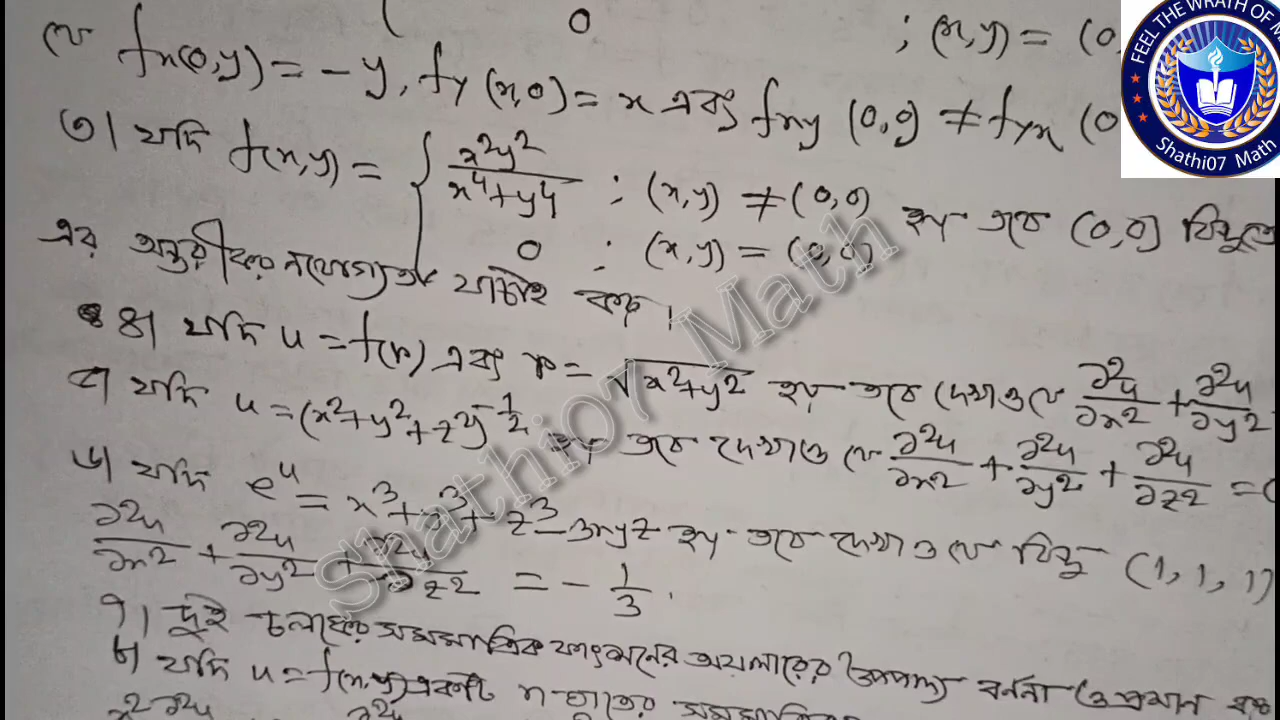 0 ; (x,y) = (0,
যে fx(0,y) = -y, fy(x,0) = x এবং fxy (0,0) ≠ fyx (0
৩। যদি f(x,y) = { x²y² / x⁴+y⁴ ; (x,y) ≠ (0,0) হয় তবে (0,0) বিন্দুতে
0 ; (x,y) = (0,0)
এর অন্তরীকরণযোগ্যতা যাচাই কর।
৪। যদি u = f(r) এবং r = √x²+y² হয় তবে দেখাও যে ∂²u/∂x² + ∂²u/∂y²
৫। যদি u = (x²+y²+z²)^-1/2 হয় তবে দেখাও যে ∂²u/∂x² + ∂²u/∂y² + ∂²u/∂z² = 0
৬। যদি e^u = x³+y³+z³-3xyz হয় তবে দেখাও যে বিন্দু (1,1,1)
∂²u/∂x² + ∂²u/∂y² + ∂²u/∂z² = - 1/3.
৭। দুই চলকের সমমাত্রিক ফাংশনের অয়লারের উপপাদ্য বর্ননা ও প্রমান কর
৮। যদি u = f(x,y) একটি n ঘাতের সমমাত্রিক
x² ∂²u ∂²u
FEEL THE WRATH OF M
Shathi07 Math
Shathi07 Math